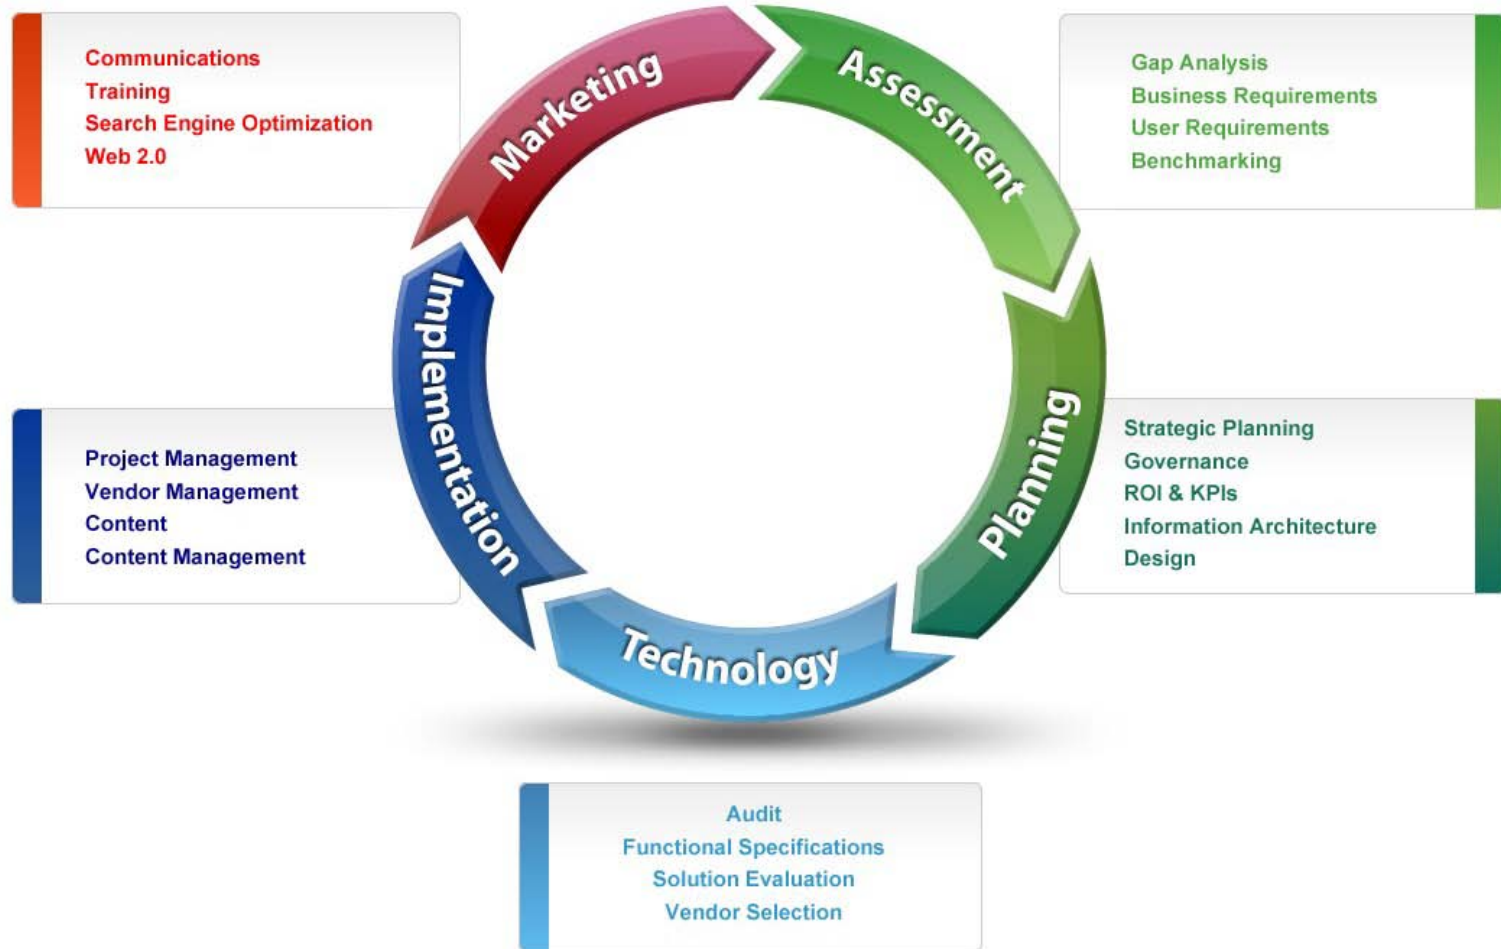 Marketing
Communications
Training
Search Engine Optimization
Web 2.0
Assessment
Gap Analysis
Business Requirements
User Requirements
Benchmarking
Planning
Strategic Planning
Governance
ROI & KPIs
Information Architecture
Design
Technology
Audit
Functional Specifications
Solution Evaluation
Vendor Selection
Implementation
Project Management
Vendor Management
Content
Content Management